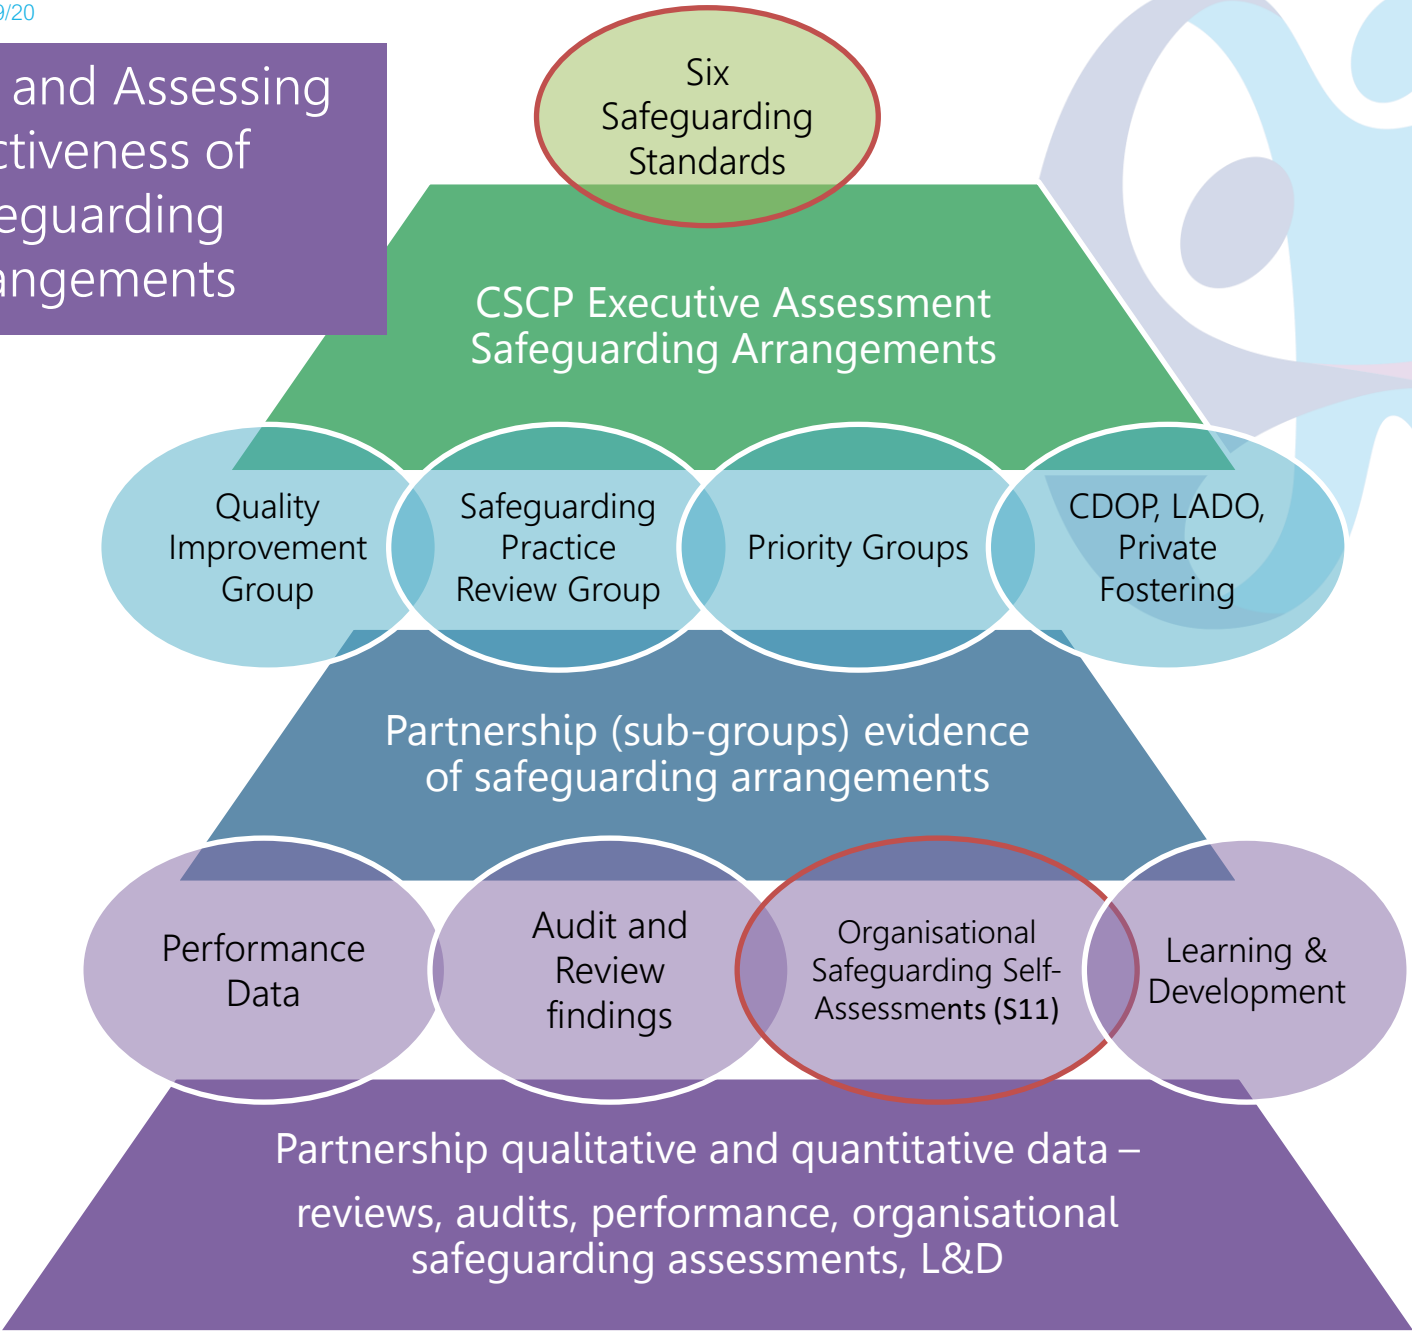 9/20
and Assessing
ctiveness of
eguarding
angements
Six
Safeguarding
Standards
CSCP Executive Assessment
Safeguarding Arrangements
Quality
Improvement
Group
Safeguarding
Practice
Review Group
Priority Groups
CDOP, LADO,
Private
Fostering
Partnership (sub-groups) evidence
of safeguarding arrangements
Performance
Data
Audit and
Review
findings
Organisational
Safeguarding Self-
Assessments (S11)
Learning &
Development
Partnership qualitative and quantitative data –
reviews, audits, performance, organisational
safeguarding assessments, L&D